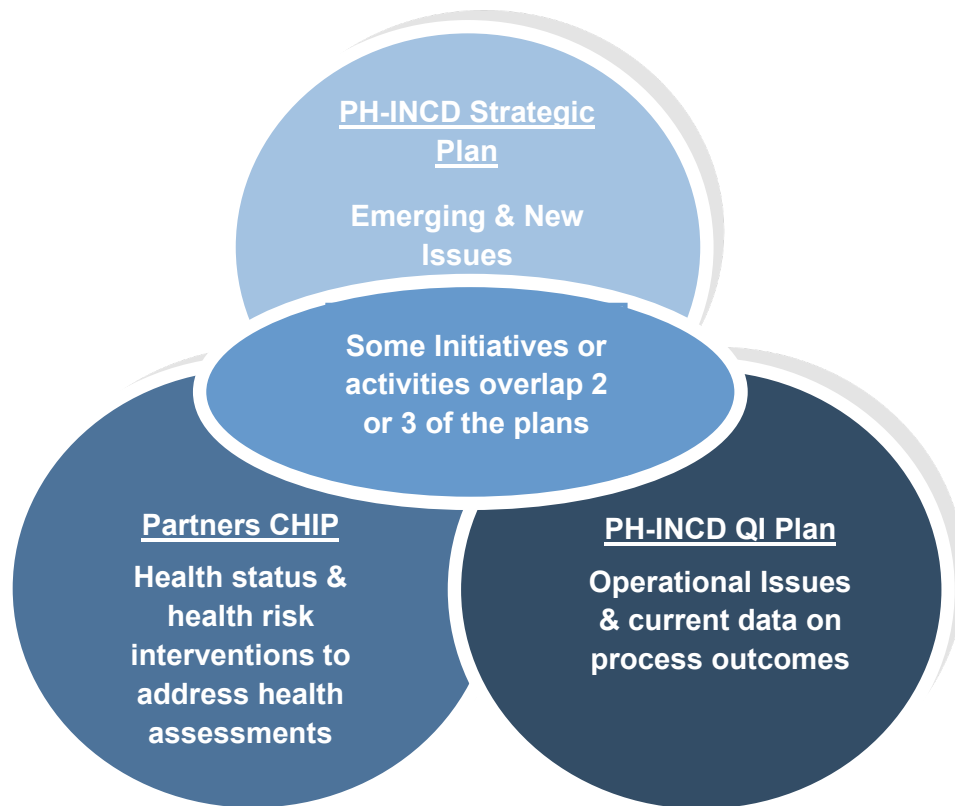 PH-INCD Strategic
Plan
Emerging & New
Issues
Some Initiatives or
activities overlap 2
or 3 of the plans
Partners CHIP
Health status &
health risk
interventions to
address health
assessments
PH-INCD QI Plan
Operational Issues
& current data on
process outcomes